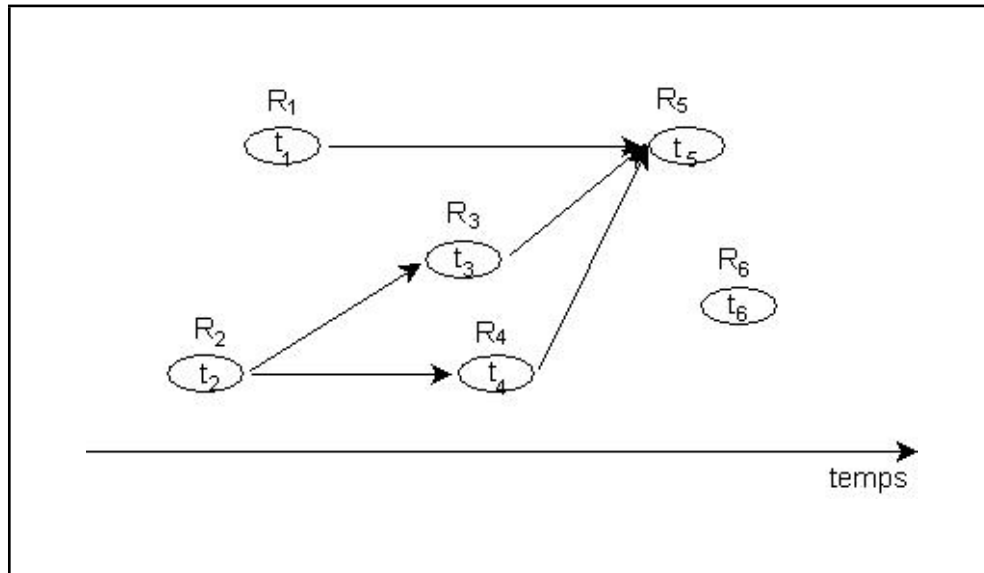 R₁
t₁
R₅
t₅
R₃
t₃
R₆
t₆
R₂
t₂
R₄
t₄
temps